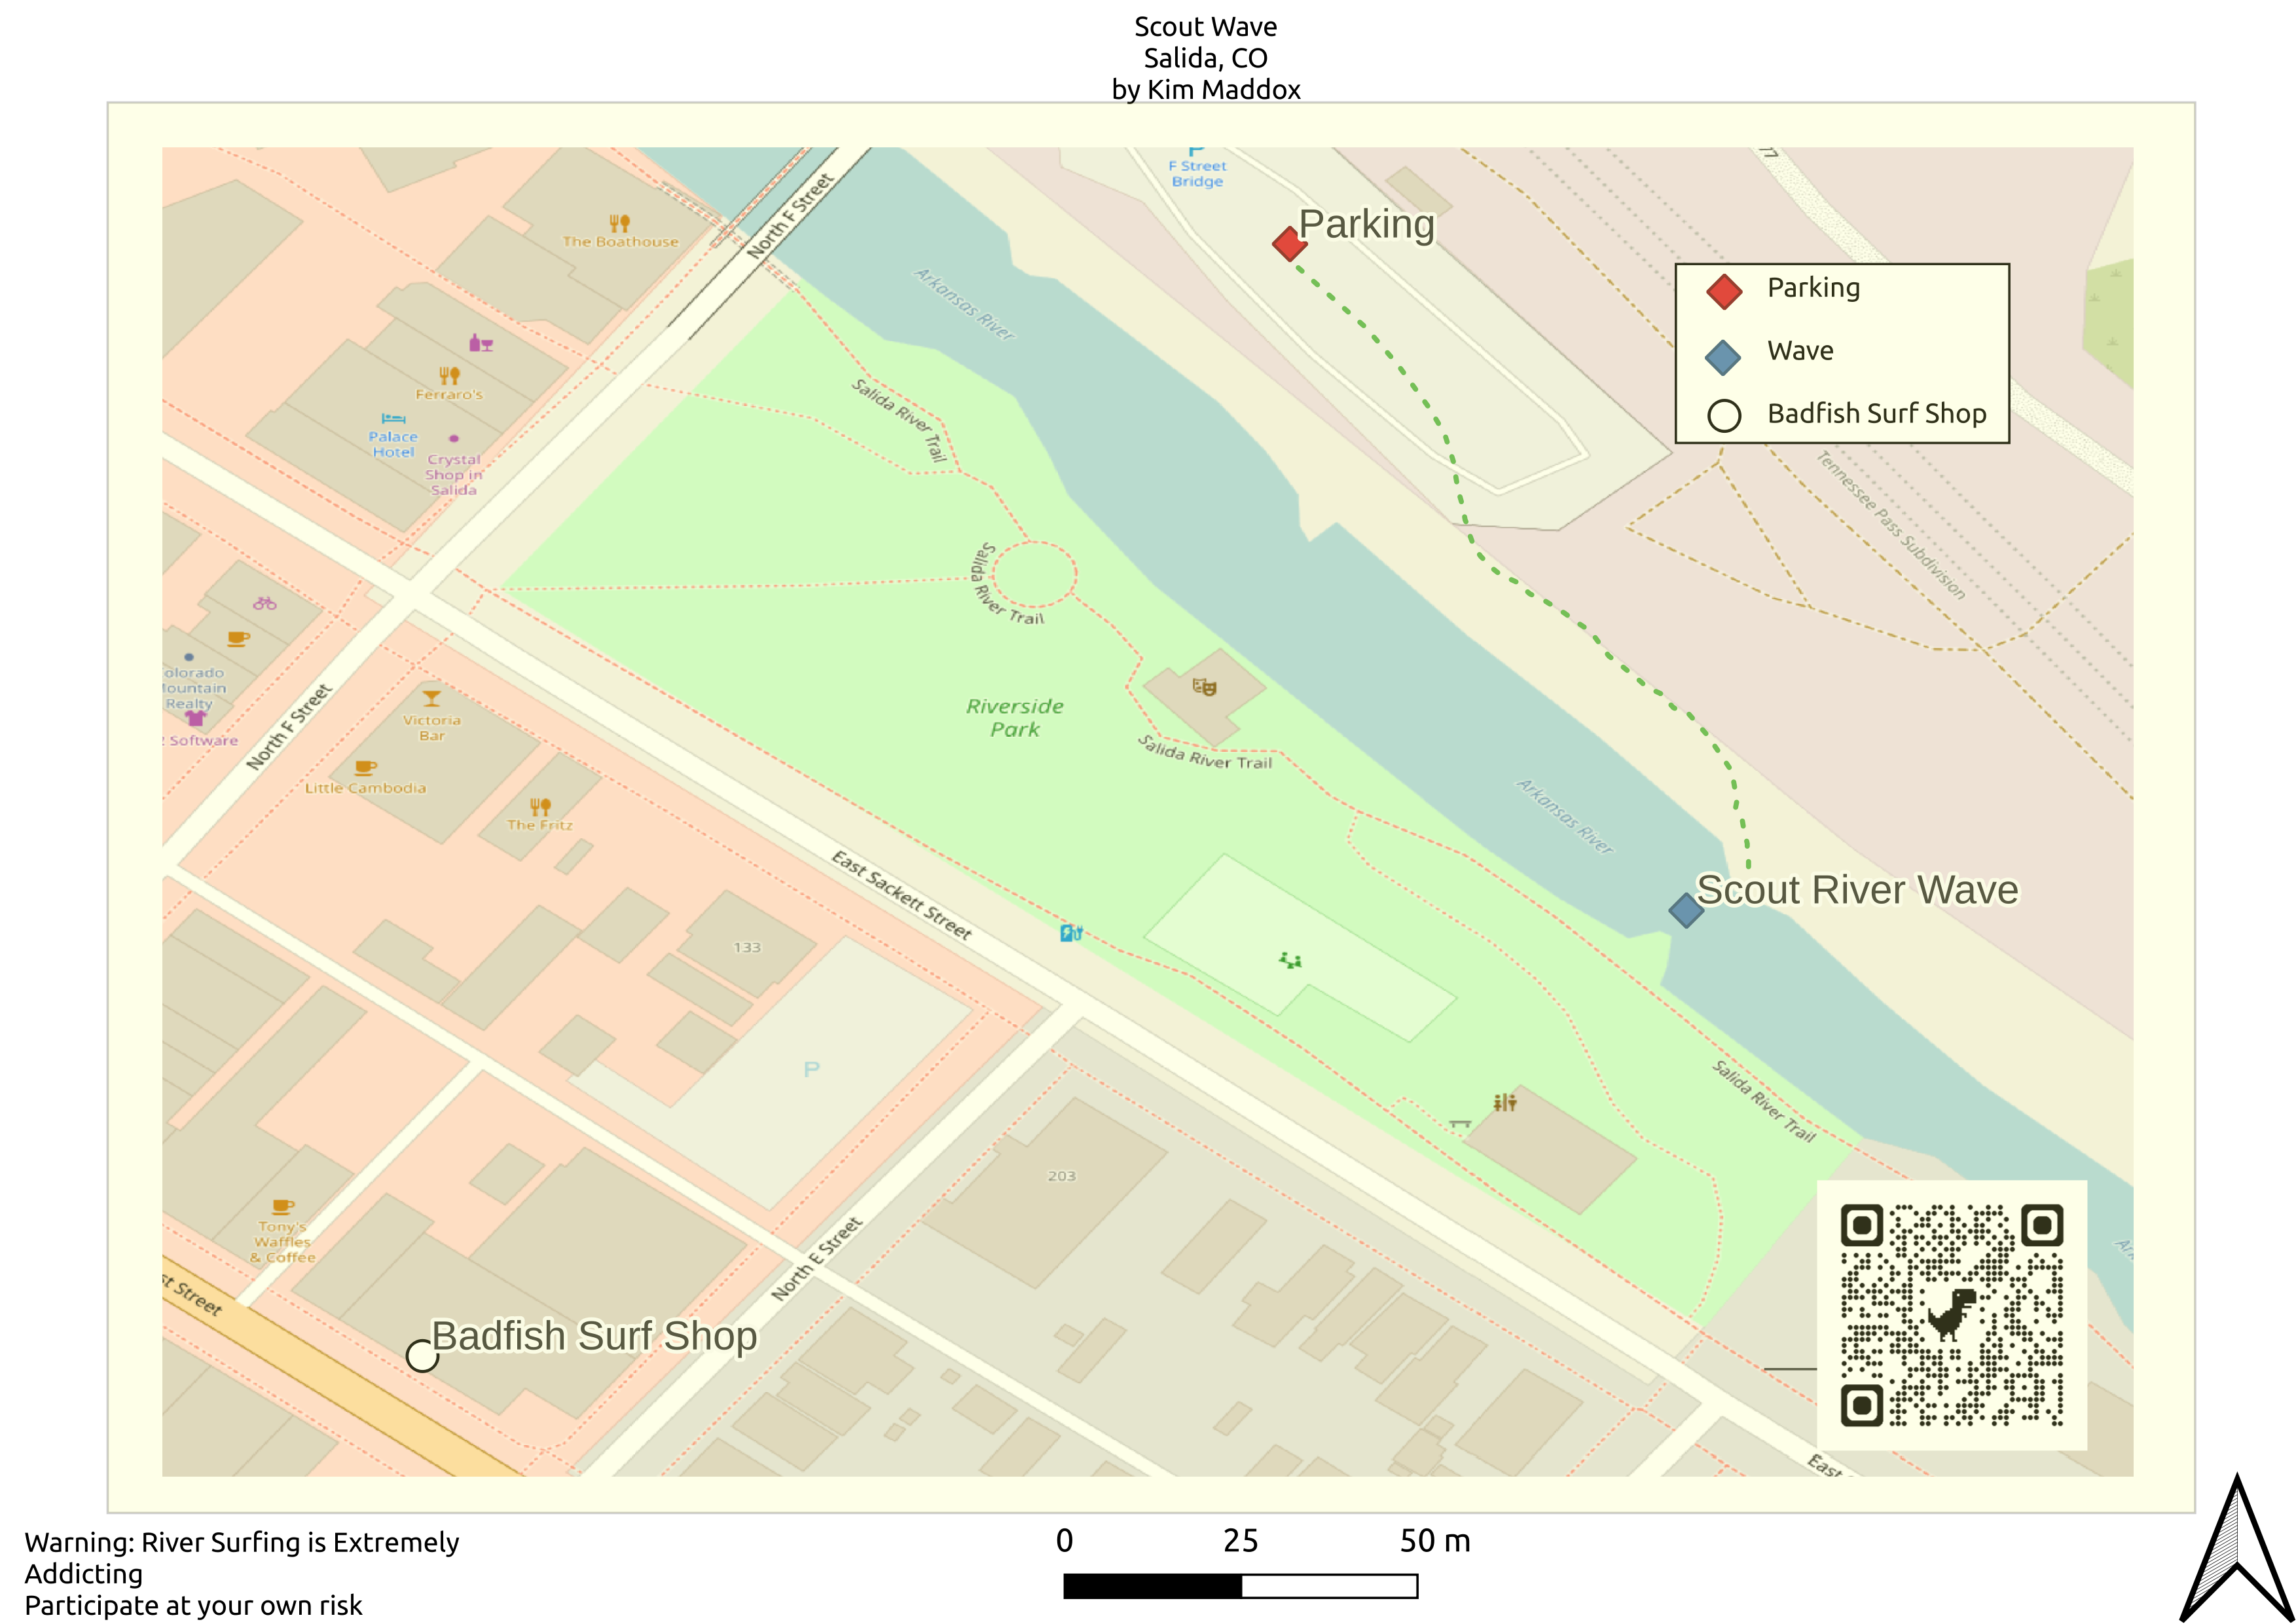 Scout Wave
Salida, CO
by Kim Maddox
F Street
Bridge
North F Street
Parking
The Boathouse
Arkansas River
Parking
Wave
Badfish Surf Shop
Ferraro's
Palace
Hotel
Crystal
Shop in
Salida
Salida River Trail
Tennessee Pass Subdivision
Salida River Trail
olorado
ountain
Realty
Software
North F Street
Victoria
Bar
Little Cambodia
The Fritz
Riverside
Park
Salida River Trail
Arkansas River
East Sackett Street
Scout River Wave
133
P
Salida River Trail
203
Tony's
Waffles
& Coffee
st Street
North E Street
Badfish Surf Shop
East
Warning: River Surfing is Extremely
Addicting
Participate at your own risk
0 25 50 m